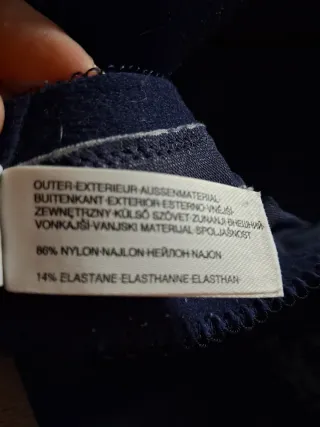 OUTER·EXTERIEUR·AUSSENMATERIAL·
BUITENKANT·EXTERIOR·ESTERNO·VNĚJŠÍ·
ZEWNĘTRZNY·KÜLSŐ SZÖVET·ZUNANJI·ВНЕШНИЙ·
VONKAJŠÍ·VANJSKI MATERIJAL·SPOLJAŠNOST
86% NYLON·NAJLON·НЕЙЛОН·NAJON
14% ELASTANE·ELASTHANNE·ELASTHAN·